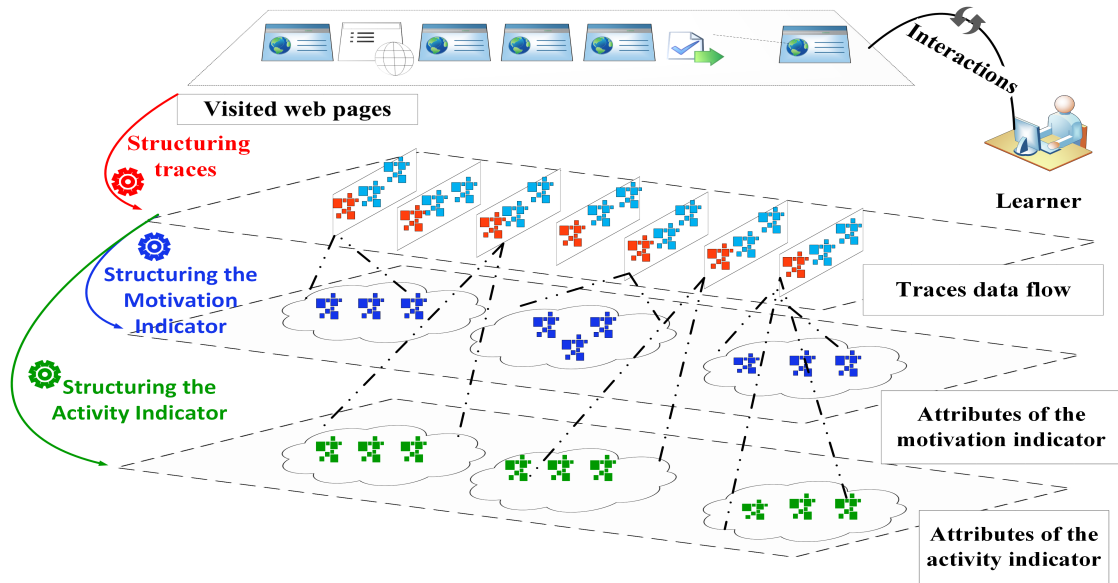 Interactions
Visited web pages
Structuring
traces
Learner
Structuring the
Motivation
Indicator
Traces data flow
Structuring the
Activity Indicator
Attributes of the
motivation indicator
Attributes of the
activity indicator